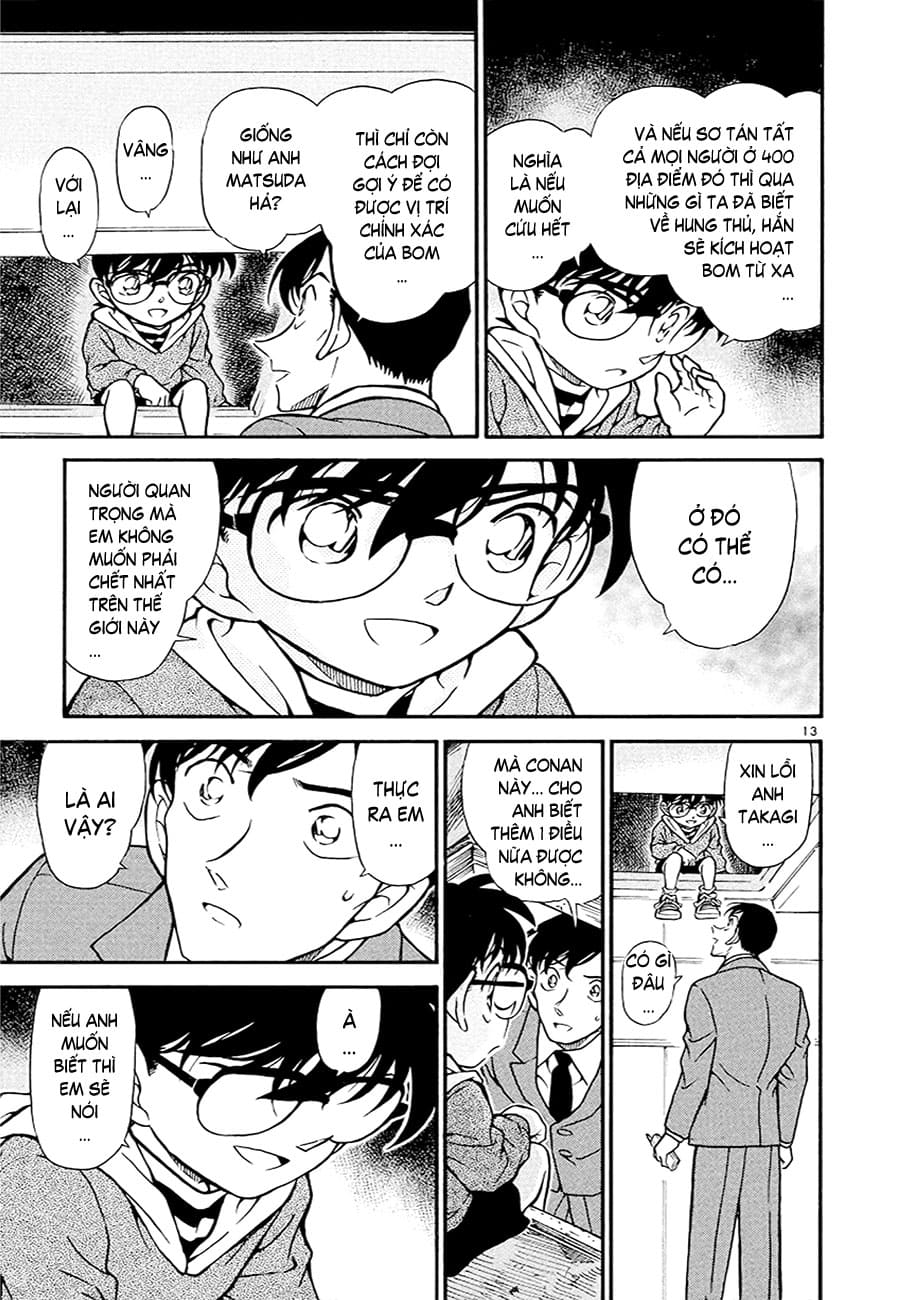 VÀ NẾU SƠ TÁN TẤT
CẢ MỌI NGƯỜI Ở 400
ĐỊA ĐIỂM ĐÓ THÌ QUA
NHỮNG GÌ TA ĐÃ BIẾT
VỀ HUNG THỦ, HẮN
SẼ KÍCH HOẠT
BOM TỪ XA
...
NGHĨA
LÀ NẾU
MUỐN
CỨU HẾT
...
THÌ CHỈ CÒN
CÁCH ĐỢI
GỢI Ý ĐỂ CÓ
ĐƯỢC VỊ TRÍ
CHÍNH XÁC
CỦA BOM
...
GIỐNG
NHƯ ANH
MATSUDA
HẢ?
VÂNG
...
VỚI
LẠI
...
Ở ĐÓ
CÓ THỂ
CÓ...
NGƯỜI QUAN
TRỌNG MÀ
EM KHÔNG
MUỐN PHẢI
CHẾT NHẤT
TRÊN THẾ
GIỚI NÀY
...
13
XIN LỖI
ANH
TAKAGI
...
CÓ GÌ
ĐÂU
...
MÀ CONAN
NÀY... CHO
ANH BIẾT
THÊM 1 ĐIỀU
NỮA ĐƯỢC
KHÔNG...
THỰC
RA EM
...
LÀ AI
VẬY?
À
...
NẾU ANH
MUỐN
BIẾT THÌ
EM SẼ
NÓI
...